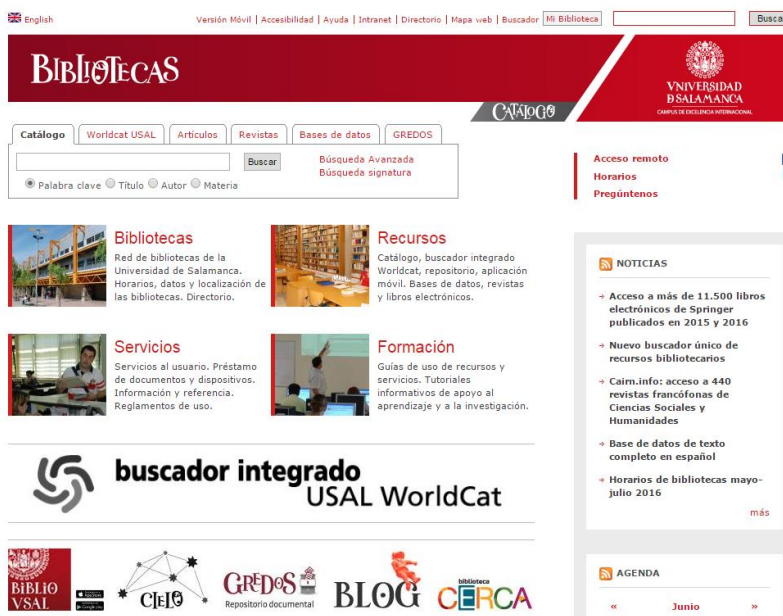 English
Versión Móvil | Accesibilidad | Ayuda | Intranet | Directorio | Mapa web | Buscador Mi Biblioteca
Busca
BIBLIOTECAS
VNIVERSIDAD
D SALAMANCA
CAMPUS DE EXCELENCIA INTERNACIONAL
CATÁLOGO
Catálogo Worldcat USAL Artículos Revistas Bases de datos GREDOS
Buscar
Búsqueda Avanzada
Búsqueda signatura
Palabra clave Título Autor Materia
Acceso remoto
Horarios
Pregúntenos
Bibliotecas
Red de bibliotecas de la
Universidad de Salamanca.
Horarios, datos y localización de
las bibliotecas. Directorio.
Recursos
Catálogo, buscador integrado
Worldcat, repositorio, aplicación
móvil. Bases de datos, revistas
y libros electrónicos.
Servicios
Servicios al usuario. Préstamo
de documentos y dispositivos.
Información y referencia.
Reglamentos de uso.
Formación
Guías de uso de recursos y
servicios. Tutoriales
informativos de apoyo al
aprendizaje y a la investigación.
buscador integrado
USAL WorldCat
BiBLiO
VSAL
CIELO
GREDOS
Repositorio documental
BLOG
biblioteca
CERCA
NOTICIAS
Acceso a más de 11.500 libros
electrónicos de Springer
publicados en 2015 y 2016
Nuevo buscador único de
recursos bibliotecarios
Cairn.info: acceso a 440
revistas francófonas de
Ciencias Sociales y
Humanidades
Base de datos de texto
completo en español
Horarios de bibliotecas mayo-
julio 2016
más
AGENDA
« Junio »